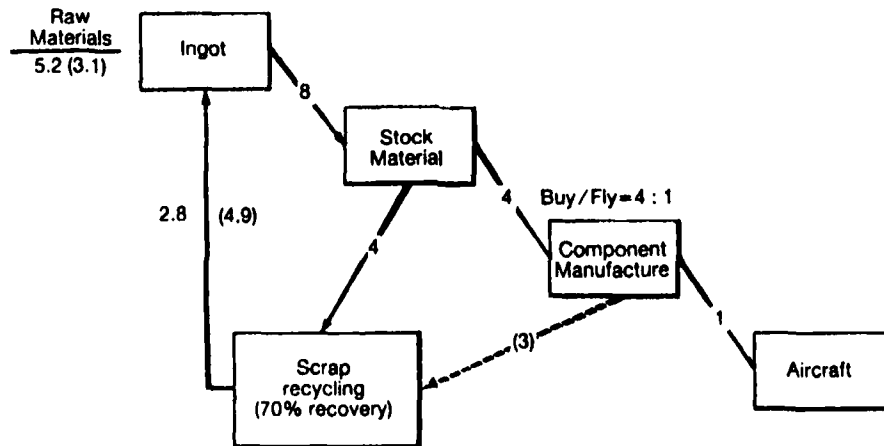 Raw
Materials
5.2 (3.1)
Ingot
8
Stock
Material
2.8 (4.9)
4
4
Buy/Fly=4 : 1
Component
Manufacture
(3)
1
Scrap
recycling
(70% recovery)
Aircraft